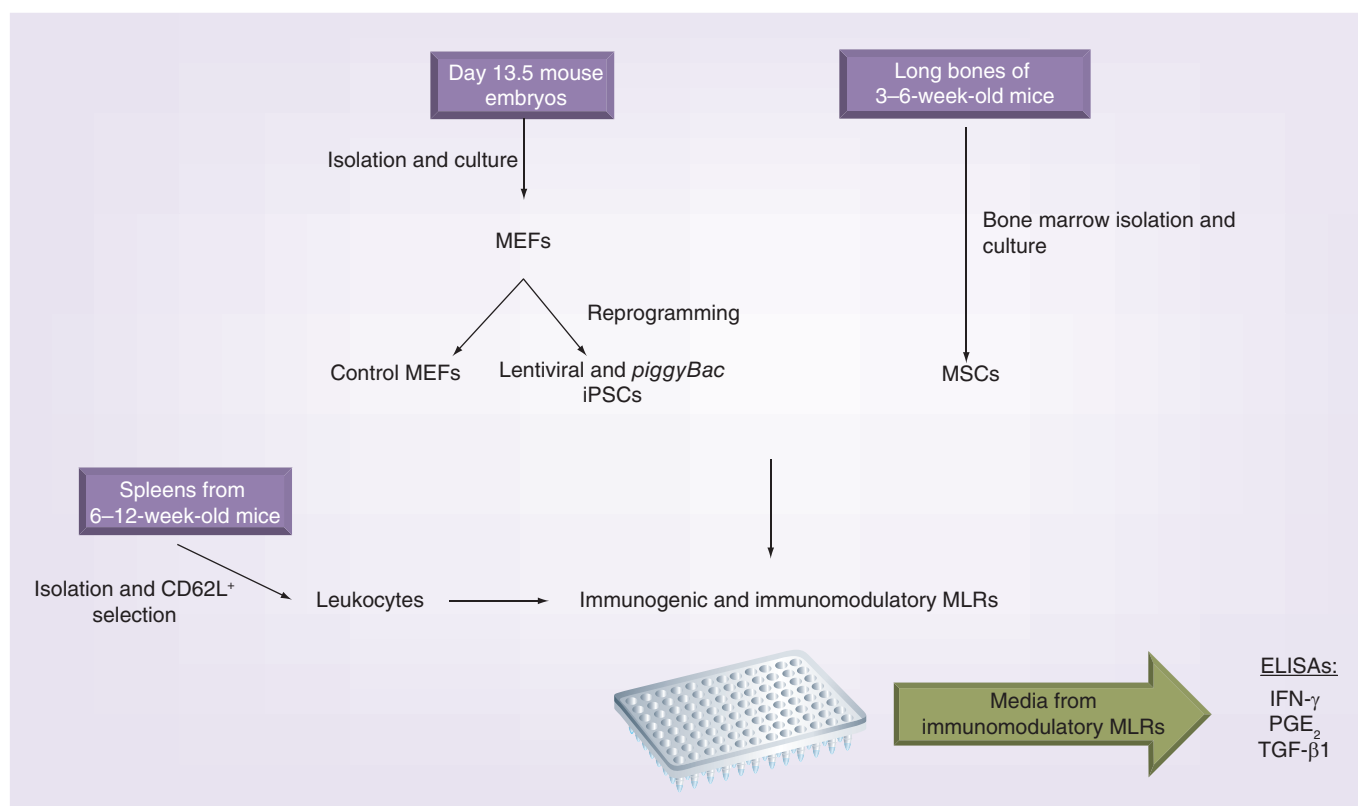 Day 13.5 mouse
embryos
Long bones of
3–6-week-old mice
Isolation and culture
Bone marrow isolation and
culture
MEFs
Reprogramming
Control MEFs
Lentiviral and piggyBac
iPSCs
MSCs
Spleens from
6–12-week-old mice
Isolation and CD62L⁺
selection
Leukocytes
Immunogenic and immunomodulatory MLRs
Media from
immunomodulatory MLRs
ELISAs:
IFN-γ
PGE₂
TGF-β1